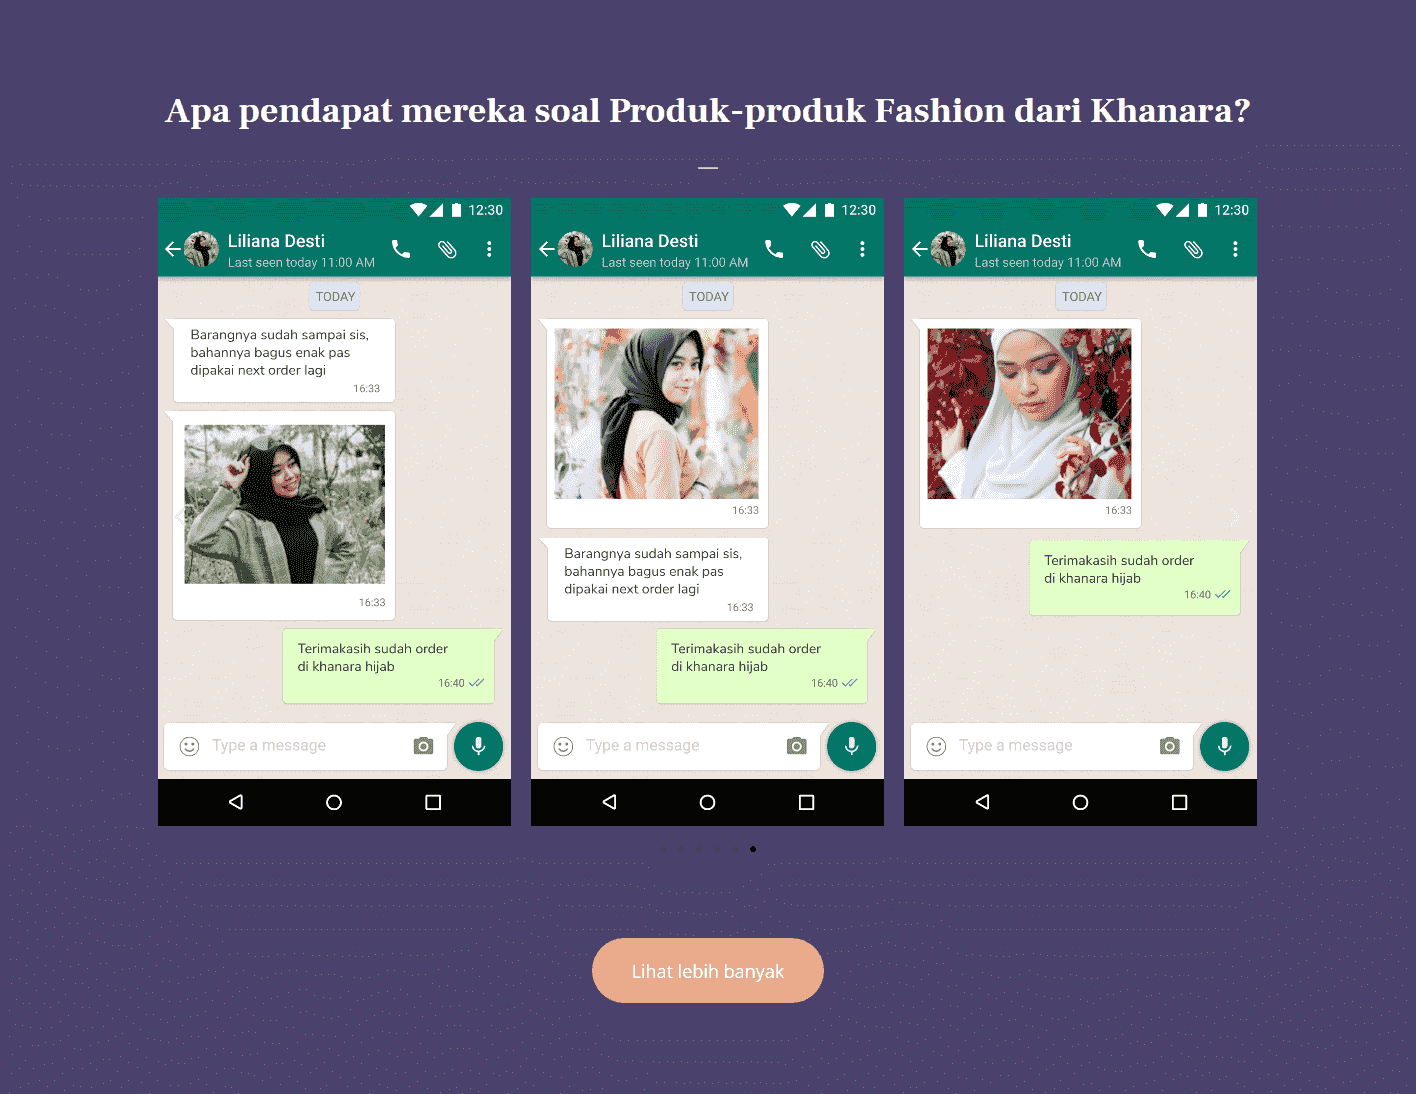 Apa pendapat mereka soal Produk-produk Fashion dari Khanara?
12:30
Liliana Desti
Last seen today 11:00 AM
TODAY
Barangnya sudah sampai sis,
bahannya bagus enak pas
dipakai next order lagi
16:33
16:33
Terimakasih sudah order
di khanara hijab
16:40
Type a message
12:30
Liliana Desti
Last seen today 11:00 AM
TODAY
16:33
Barangnya sudah sampai sis,
bahannya bagus enak pas
dipakai next order lagi
16:33
Terimakasih sudah order
di khanara hijab
16:40
Type a message
12:30
Liliana Desti
Last seen today 11:00 AM
TODAY
16:33
Terimakasih sudah order
di khanara hijab
16:40
Type a message
Lihat lebih banyak